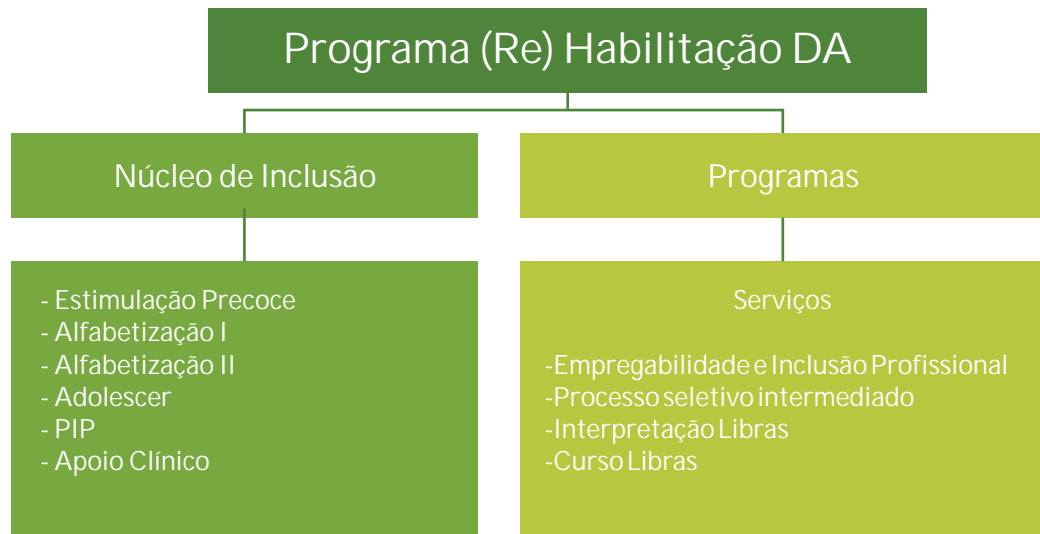 Programa (Re) Habilitação DA
Núcleo de Inclusão
Programas
- Estimulação Precoce
- Alfabetização I
- Alfabetização II
- Adolescer
- PIP
- Apoio Clínico
Serviços
-Empregabilidade e Inclusão Profissional
-Processo seletivo intermediado
-Interpretação Libras
-Curso Libras